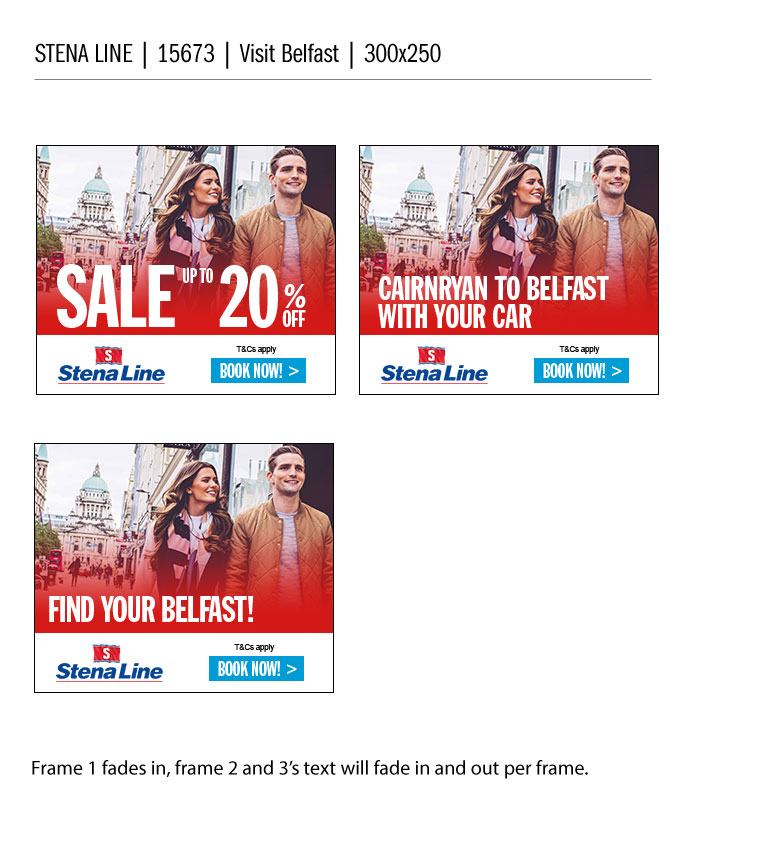 STENA LINE | 15673 | Visit Belfast | 300x250
SALE UP TO 20% OFF
T&Cs apply
S
Stena Line
BOOK NOW! >
CAIRNRYAN TO BELFAST
WITH YOUR CAR
T&Cs apply
S
Stena Line
BOOK NOW! >
FIND YOUR BELFAST!
T&Cs apply
S
Stena Line
BOOK NOW! >
Frame 1 fades in, frame 2 and 3’s text will fade in and out per frame.